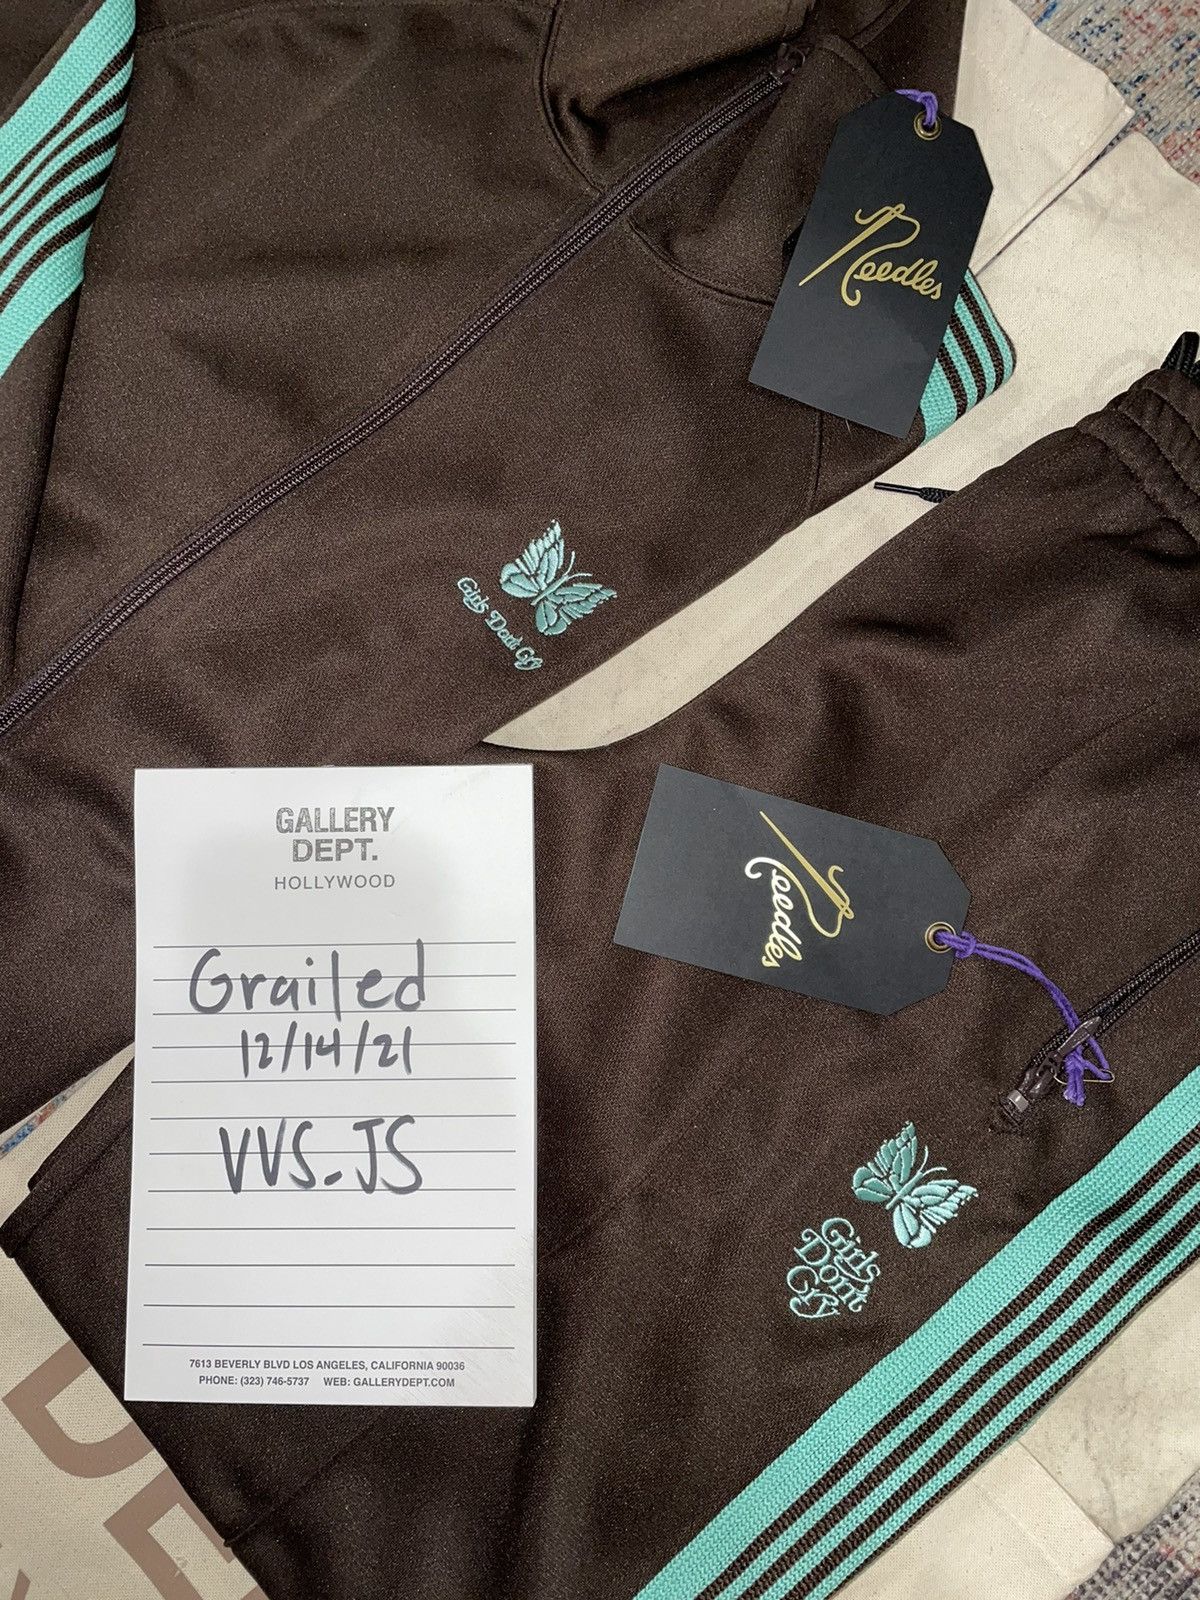 Needles
Girls Don't Cry
GALLERY
DEPT.
HOLLYWOOD
Grailed
12/14/21
VVS.JS
7613 BEVERLY BLVD LOS ANGELES, CALIFORNIA 90036
PHONE: (323) 746-5737 WEB: GALLERYDEPT.COM
Needles
Girls
Don't
Cry
DE